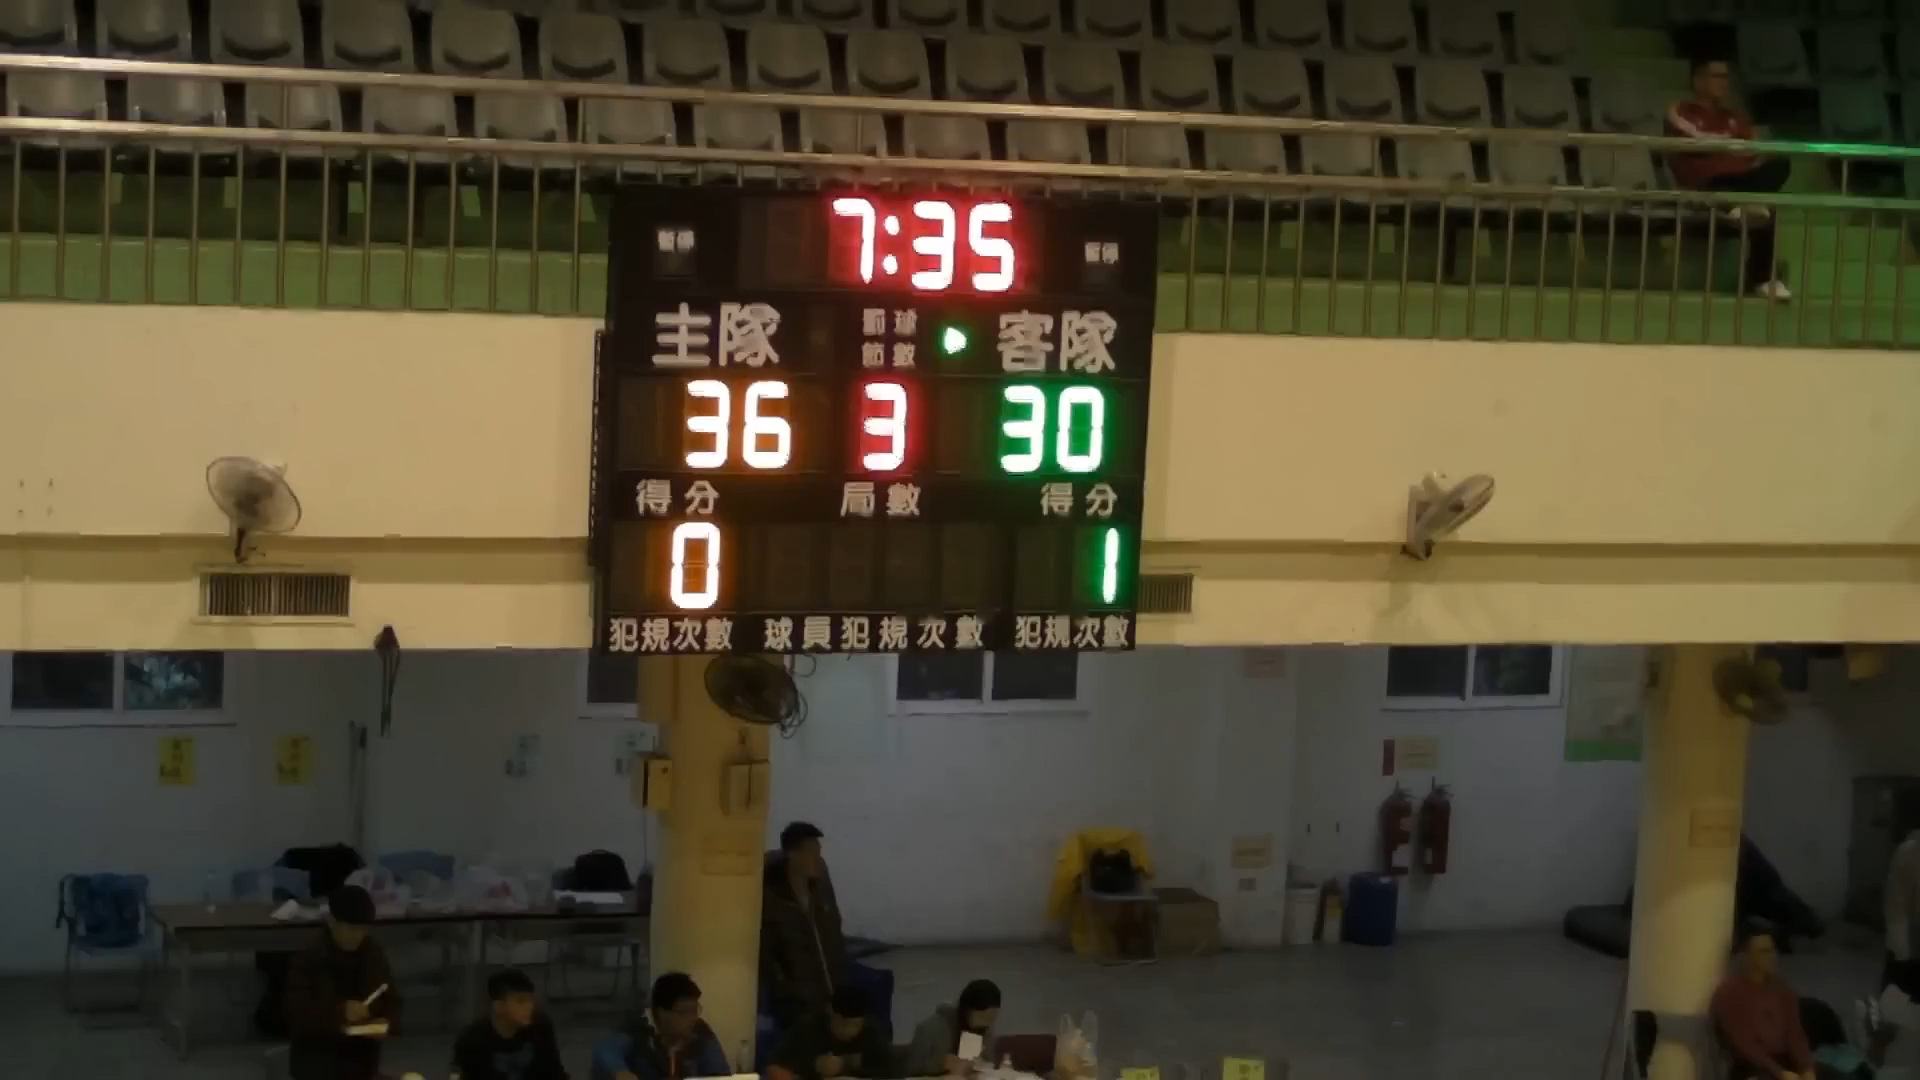 7:35
暫停 暫停
主隊 罰球 客隊
節數
36 3 30
得分 局數 得分
0 1
犯規次數 球員犯規次數 犯規次數